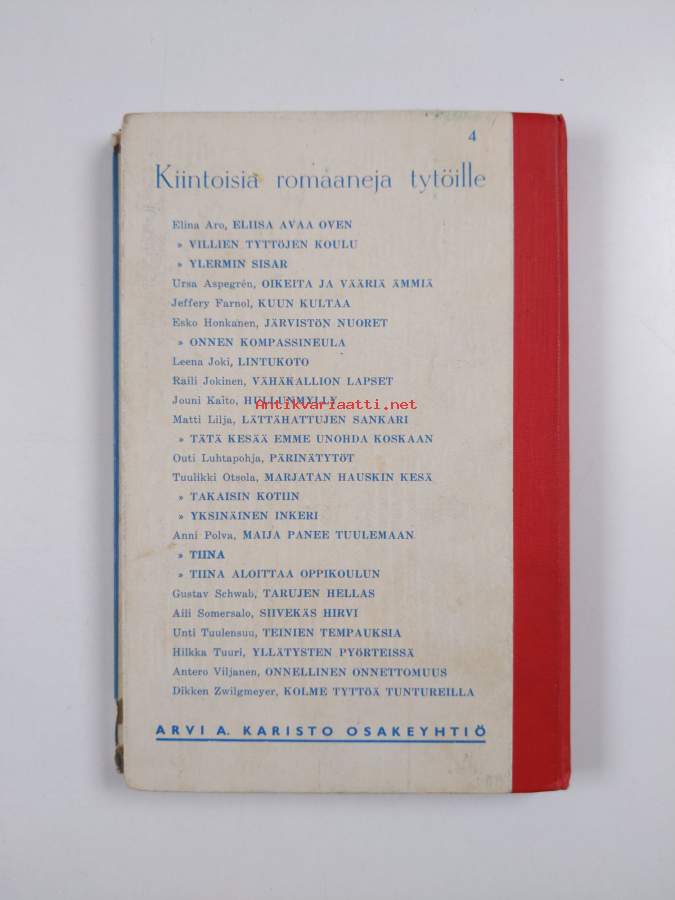 4
Kiintoisia romaaneja tytöille
Elina Aro, ELIISA AVAA OVEN
» VILLIEN TYTTÖJEN KOULU
» YLERMIN SISAR
Ursa Aspegrén, OIKEITA JA VÄÄRIÄ ÄMMIÄ
Jeffery Farnol, KUUN KULTAA
Esko Honkanen, JÄRVISTÖN NUORET
» ONNEN KOMPASSINEULA
Leena Joki, LINTUKOTO
Raili Jokinen, VÄHÄKALLION LAPSET
Jouni Kaito, HULLUNMYLLY
Antikvariaatti.net
Matti Lilja, LÄTTÄHATTUJEN SANKARI
» TÄTÄ KESÄÄ EMME UNOHDA KOSKAAN
Outi Luhtapohja, PÄRINÄTYTÖT
Tuulikki Otsola, MARJATAN HAUSKIN KESÄ
» TAKAISIN KOTIIN
» YKSINÄINEN INKERI
Anni Polva, MAIJA PANEE TUULEMAAN
» TIINA
» TIINA ALOITTAA OPPIKOULUN
Gustav Schwab, TARUJEN HELLAS
Aili Somersalo, SIIVEKÄS HIRVI
Unti Tuulensuu, TEINIEN TEMPAUKSIA
Hilkka Tuuri, YLLÄTYSTEN PYÖRTEISSÄ
Antero Viljanen, ONNELLINEN ONNETTOMUUS
Dikken Zwilgmeyer, KOLME TYTTÖÄ TUNTUREILLA
ARVI A. KARISTO OSAKEYHTIÖ